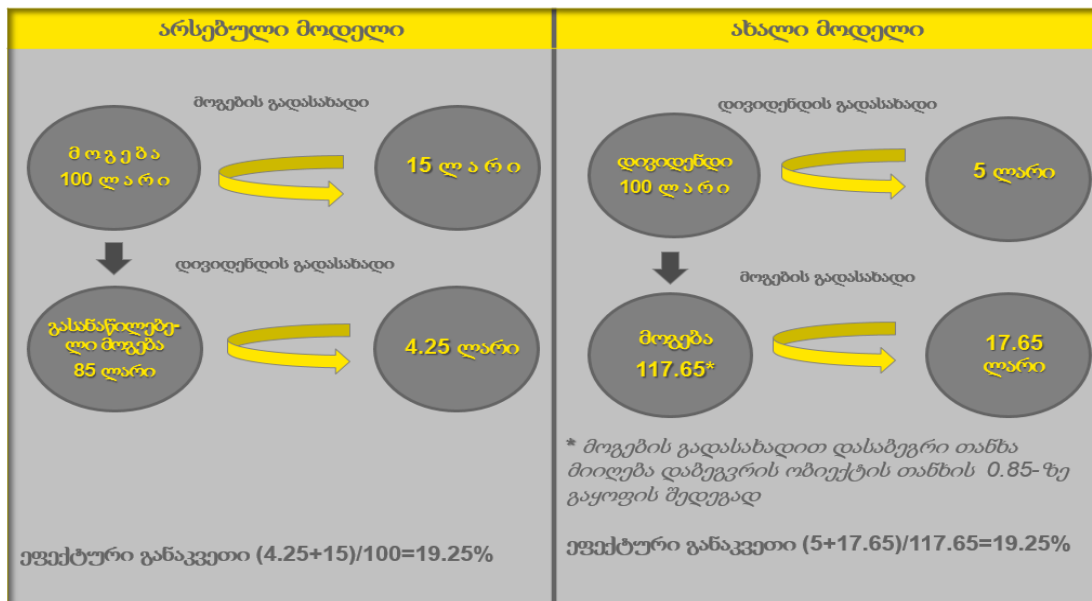 არსებული მოდელი
მოგების გადასახადი
მ ო გ ე ბ ა
100 ლ ა რ ი
15 ლ ა რ ი
დივიდენდის გადასახადი
გასანაწილებე-
ლი მოგება
85 ლარი
4.25 ლარი
ეფექტური განაკვეთი (4.25+15)/100=19.25%
ახალი მოდელი
დივიდენდის გადასახადი
დივიდენდი
100 ლ ა რ ი
5 ლარი
მოგების გადასახადი
მოგება
117.65*
17.65
ლარი
* მოგების გადასახადით დასაბეგრი თანხა
მიიღება დაბეგვრის ობიექტის თანხის 0.85-ზე
გაყოფის შედეგად
ეფექტური განაკვეთი (5+17.65)/117.65=19.25%